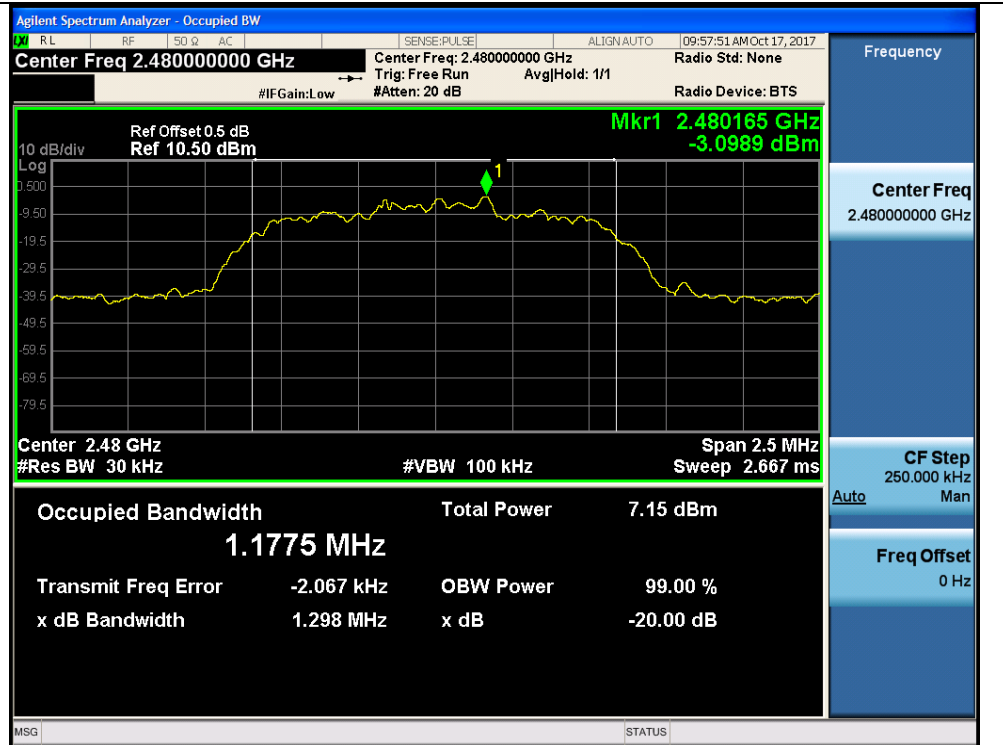 Agilent Spectrum Analyzer - Occupied BW
LXI RL RF 50 Ω AC SENSE:PULSE ALIGN AUTO 09:57:51 AM Oct 17, 2017
Center Freq 2.480000000 GHz
Center Freq: 2.480000000 GHz Radio Std: None
Trig: Free Run Avg|Hold: 1/1
#IFGain:Low #Atten: 20 dB Radio Device: BTS
Frequency
Mkr1 2.480165 GHz
-3.0989 dBm
Ref Offset 0.5 dB
10 dB/div Ref 10.50 dBm
Log
1
0.500
-9.50
-19.5
-29.5
-39.5
-49.5
-59.5
-69.5
-79.5
Center 2.48 GHz Span 2.5 MHz
#Res BW 30 kHz #VBW 100 kHz Sweep 2.667 ms
Occupied Bandwidth Total Power 7.15 dBm
1.1775 MHz
Transmit Freq Error -2.067 kHz OBW Power 99.00 %
x dB Bandwidth 1.298 MHz x dB -20.00 dB
Center Freq
2.480000000 GHz
CF Step
250.000 kHz
Auto Man
Freq Offset
0 Hz
MSG STATUS